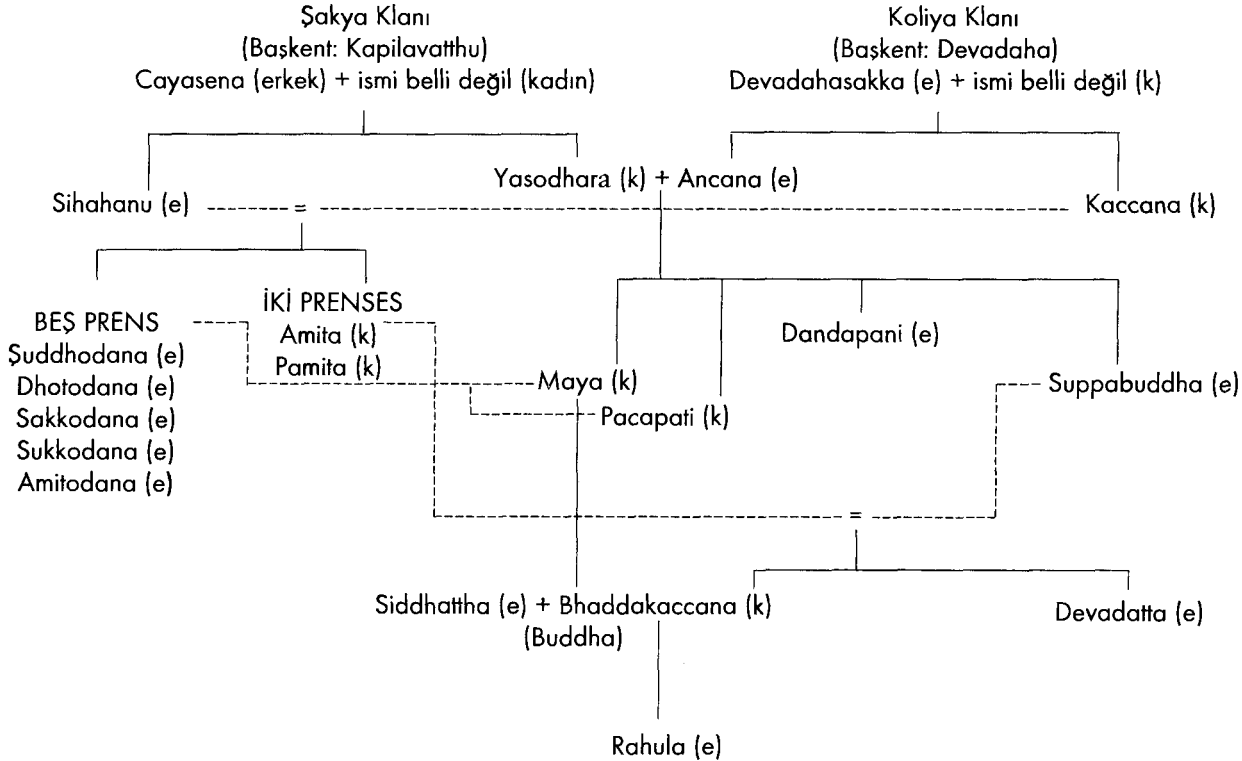 Şakya Klanı
(Başkent: Kapilavatthu)
Cayasena (erkek) + ismi belli değil (kadın)
Koliya Klanı
(Başkent: Devadaha)
Devadahasakka (e) + ismi belli değil (k)
Yasodhara (k) + Ancana (e)
Sihahanu (e)
=
Kaccana (k)
BEŞ PRENS
Şuddhodana (e)
Dhotodana (e)
Sakkodana (e)
Sukkodana (e)
Amitodana (e)
İKİ PRENSES
Amita (k)
Pamita (k)
Maya (k)
Pacapati (k)
Dandapani (e)
Suppabuddha (e)
=
Siddhattha (e) + Bhaddakaccana (k)
(Buddha)
Devadatta (e)
Rahula (e)